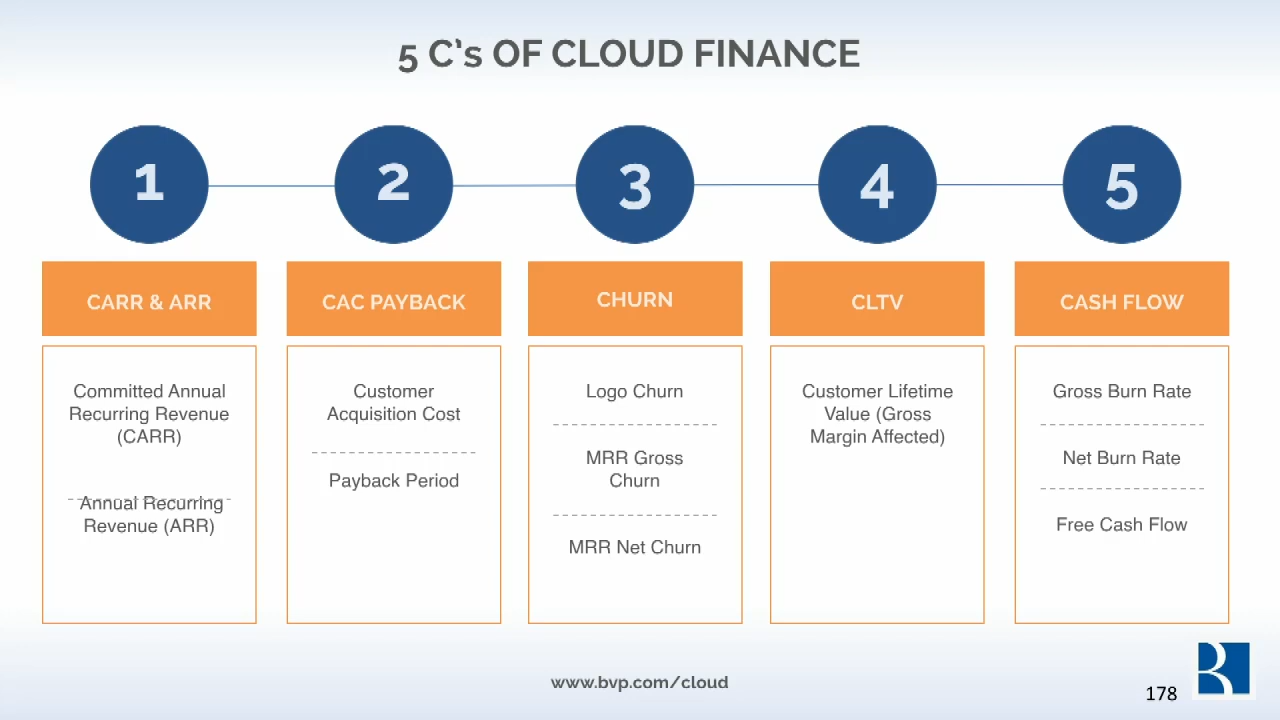 5 C's OF CLOUD FINANCE
1
2
3
4
5
CARR & ARR
CAC PAYBACK
CHURN
CLTV
CASH FLOW
Committed Annual
Recurring Revenue
(CARR)
Annual Recurring
Revenue (ARR)
Customer
Acquisition Cost
Payback Period
Logo Churn
MRR Gross
Churn
MRR Net Churn
Customer Lifetime
Value (Gross
Margin Affected)
Gross Burn Rate
Net Burn Rate
Free Cash Flow
www.bvp.com/cloud
178